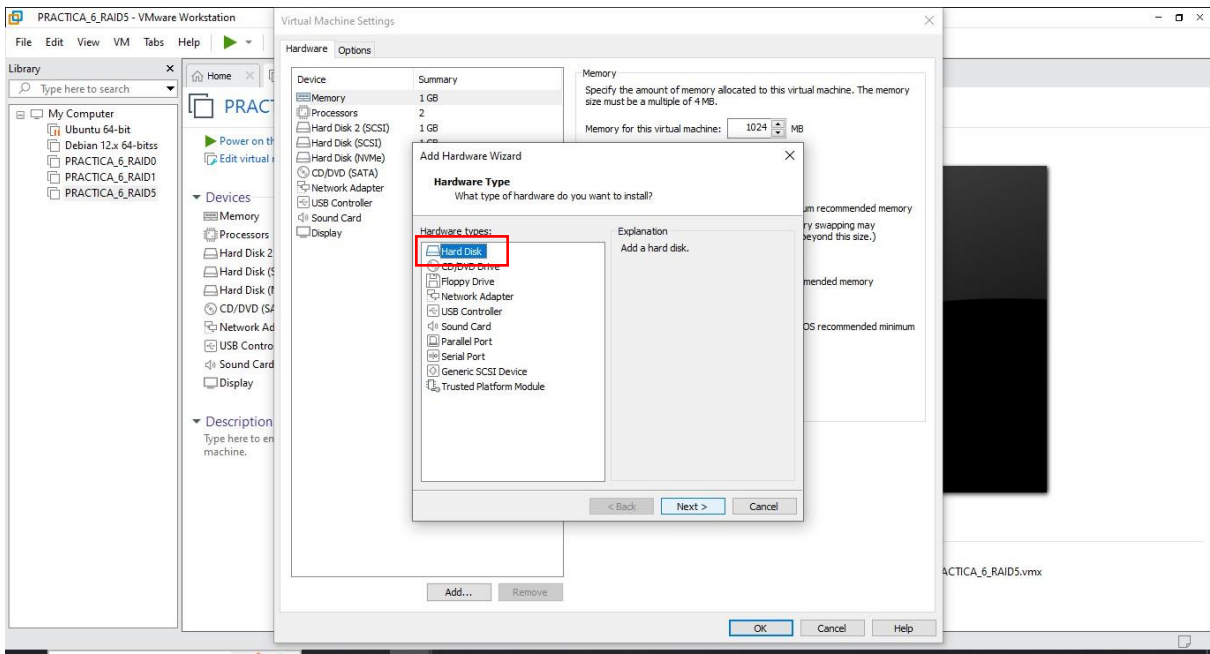 PRACTICA_6_RAID5 - VMware Workstation
File Edit View VM Tabs Help
Library
Type here to search
My Computer
Ubuntu 64-bit
Debian 12.x 64-bitss
PRACTICA_6_RAID0
PRACTICA_6_RAID1
PRACTICA_6_RAID5
Home
PRACT
Power on th
Edit virtual
Devices
Memory
Processors
Hard Disk 2
Hard Disk (S
Hard Disk (
CD/DVD (SA
Network Ad
USB Contro
Sound Card
Display
Description
Type here to en
machine.
Virtual Machine Settings
Hardware Options
Device Summary
Memory 1 GB
Processors 2
Hard Disk 2 (SCSI) 1 GB
Hard Disk (SCSI) 1 GB
Hard Disk (NVMe)
CD/DVD (SATA)
Network Adapter
USB Controller
Sound Card
Display
Add... Remove
Memory
Specify the amount of memory allocated to this virtual machine. The memory
size must be a multiple of 4 MB.
Memory for this virtual machine: 1024 MB
um recommended memory
ry swapping may
beyond this size.)
mended memory
OS recommended minimum
Add Hardware Wizard
Hardware Type
What type of hardware do you want to install?
Hardware types:
Hard Disk
CD/DVD Drive
Floppy Drive
Network Adapter
USB Controller
Sound Card
Parallel Port
Serial Port
Generic SCSI Device
Trusted Platform Module
Explanation
Add a hard disk.
< Back Next > Cancel
OK Cancel Help
ACTICA_6_RAID5.vmx